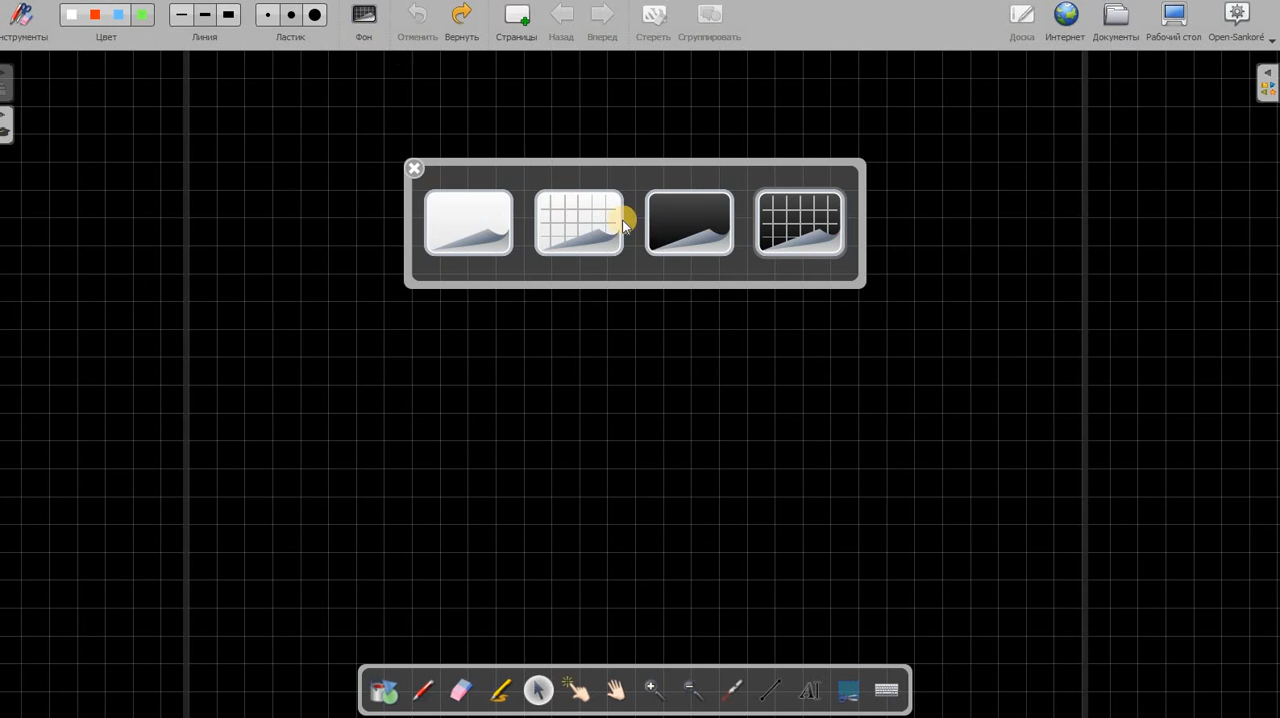 нструменты
Цвет
Линия
Ластик
Фон
Отменить
Вернуть
Страницы
Назад
Вперед
Стереть
Сгруппировать
Доска
Интернет
Документы
Рабочий стол
Open-Sankoré
AI